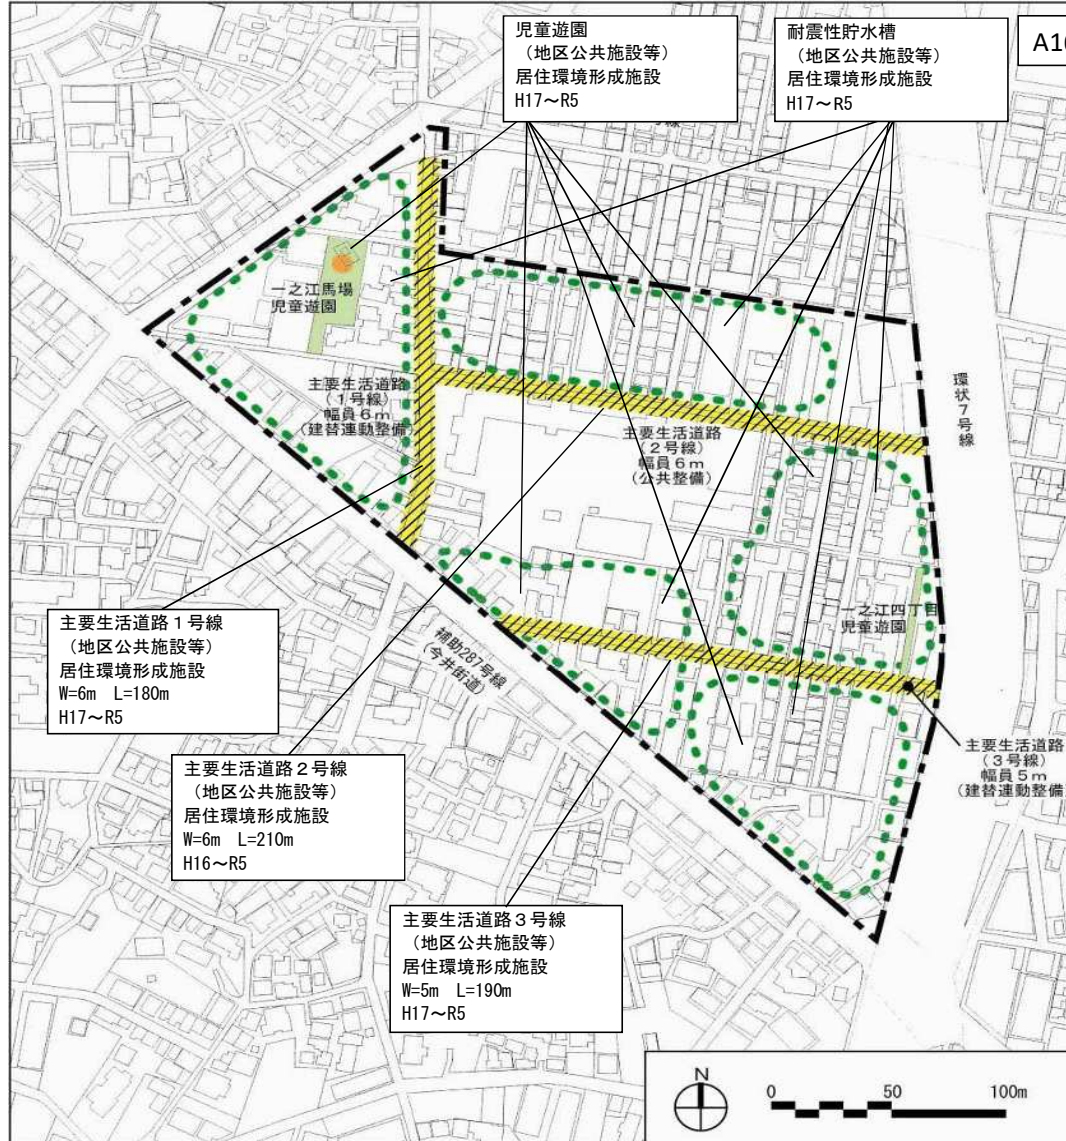 児童遊園
（地区公共施設等）
居住環境形成施設
H17～R5
耐震性貯水槽
（地区公共施設等）
居住環境形成施設
H17～R5
一之江馬場
児童遊園
環状7号線
主要生活道路
（1号線）
幅員6m
（建替連動整備）
主要生活道路
（2号線）
幅員6m
（公共整備）
一之江四丁目
児童遊園
主要生活道路１号線
（地区公共施設等）
居住環境形成施設
W=6m L=180m
H17～R5
補助287号線
（今井街道）
主要生活道路
（3号線）
幅員5m
（建替連動整備
主要生活道路２号線
（地区公共施設等）
居住環境形成施設
W=6m L=210m
H16～R5
主要生活道路３号線
（地区公共施設等）
居住環境形成施設
W=5m L=190m
H17～R5
N
0 50 100m